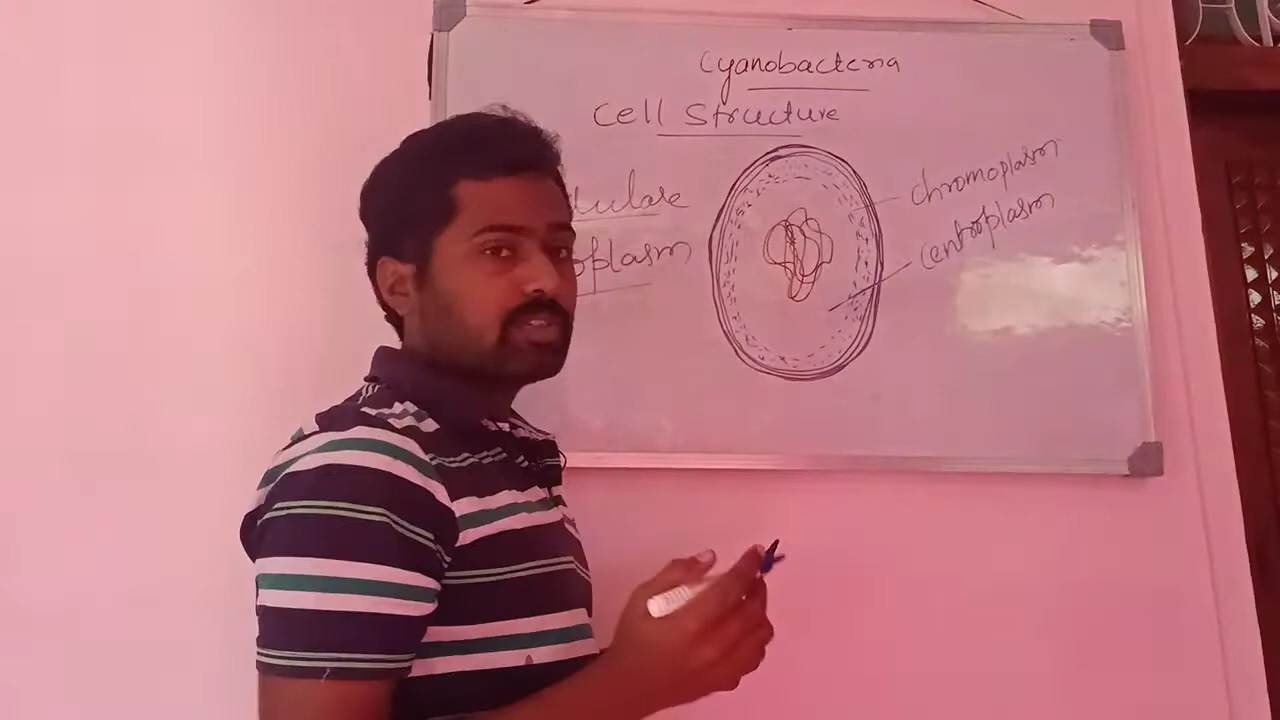 Cyanobacteria
Cell Structure
chromoplasm
centroplasm